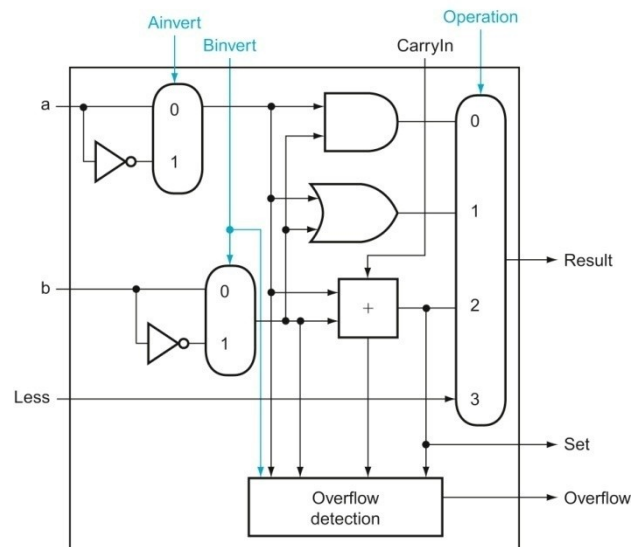 Operation
Ainvert
Binvert
CarryIn
a
0
1
0
1
Result
b
0
1
+
2
Less
3
Set
Overflow
detection
Overflow